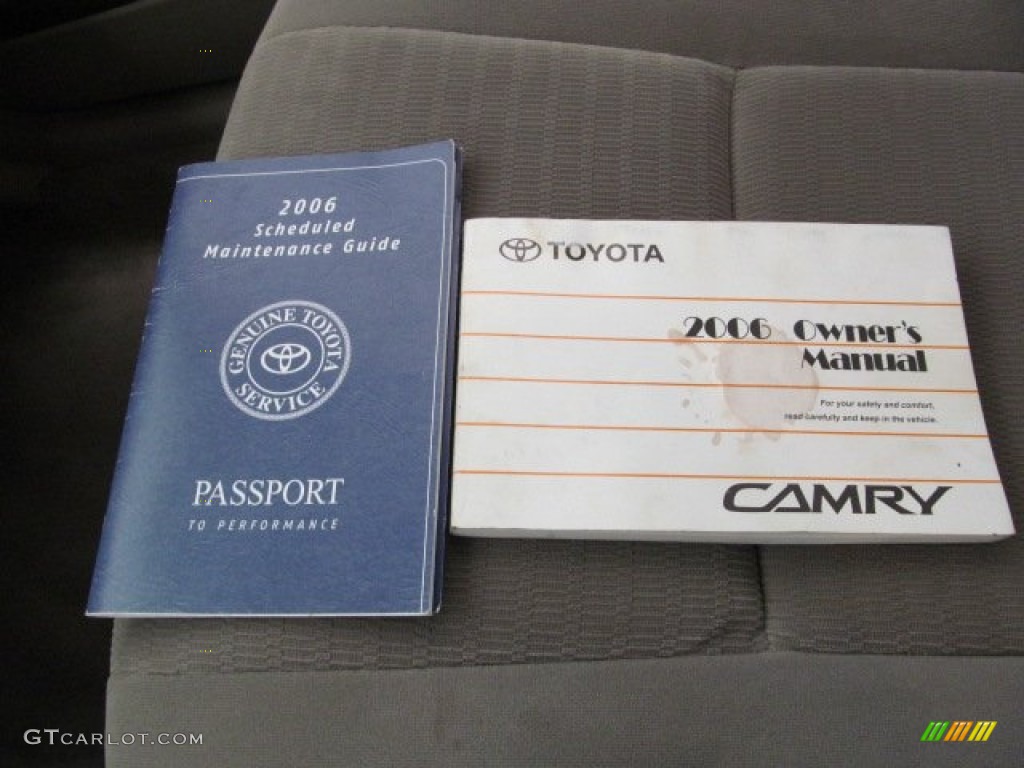 2006
Scheduled
Maintenance Guide
GENUINE TOYOTA
SERVICE
PASSPORT
TO PERFORMANCE
TOYOTA
2006 Owner's
Manual
For your safety and comfort,
read carefully and keep in the vehicle.
CAMRY
GTCARLOT.COM